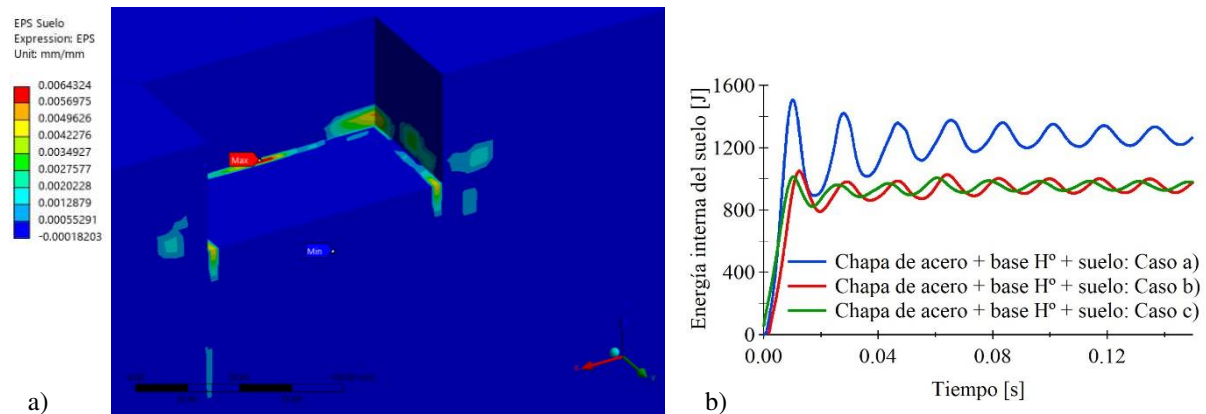 EPS Suelo
Expression: EPS
Unit: mm/mm
0.0064324
0.0056975
0.0042276
0.0034927
0.0027577
0.0020228
0.0012879
0.00055291
-0.00018203
Max
Min
a)
Energía interna del suelo [J]
1600
1200
800
400
0
Chapa de acero + base Hº + suelo: Caso a)
Chapa de acero + base Hº + suelo: Caso b)
Chapa de acero + base Hº + suelo: Caso c)
0.00
0.04
0.08
0.12
Tiempo [s]
b)